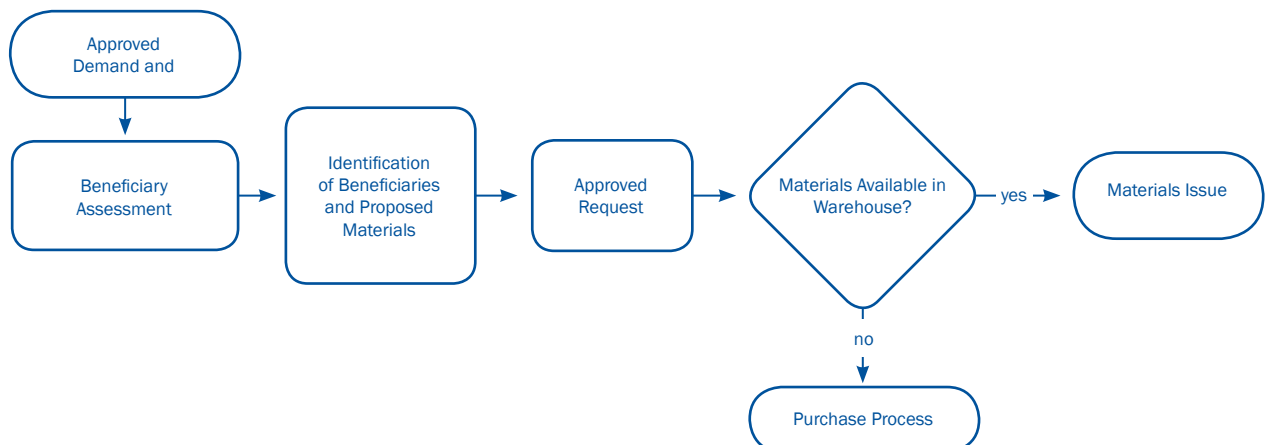 Approved
Demand and
Beneficiary
Assessment
Identification
of Beneficiaries
and Proposed
Materials
Approved
Request
Materials Available in
Warehouse?
yes
Materials Issue
no
Purchase Process